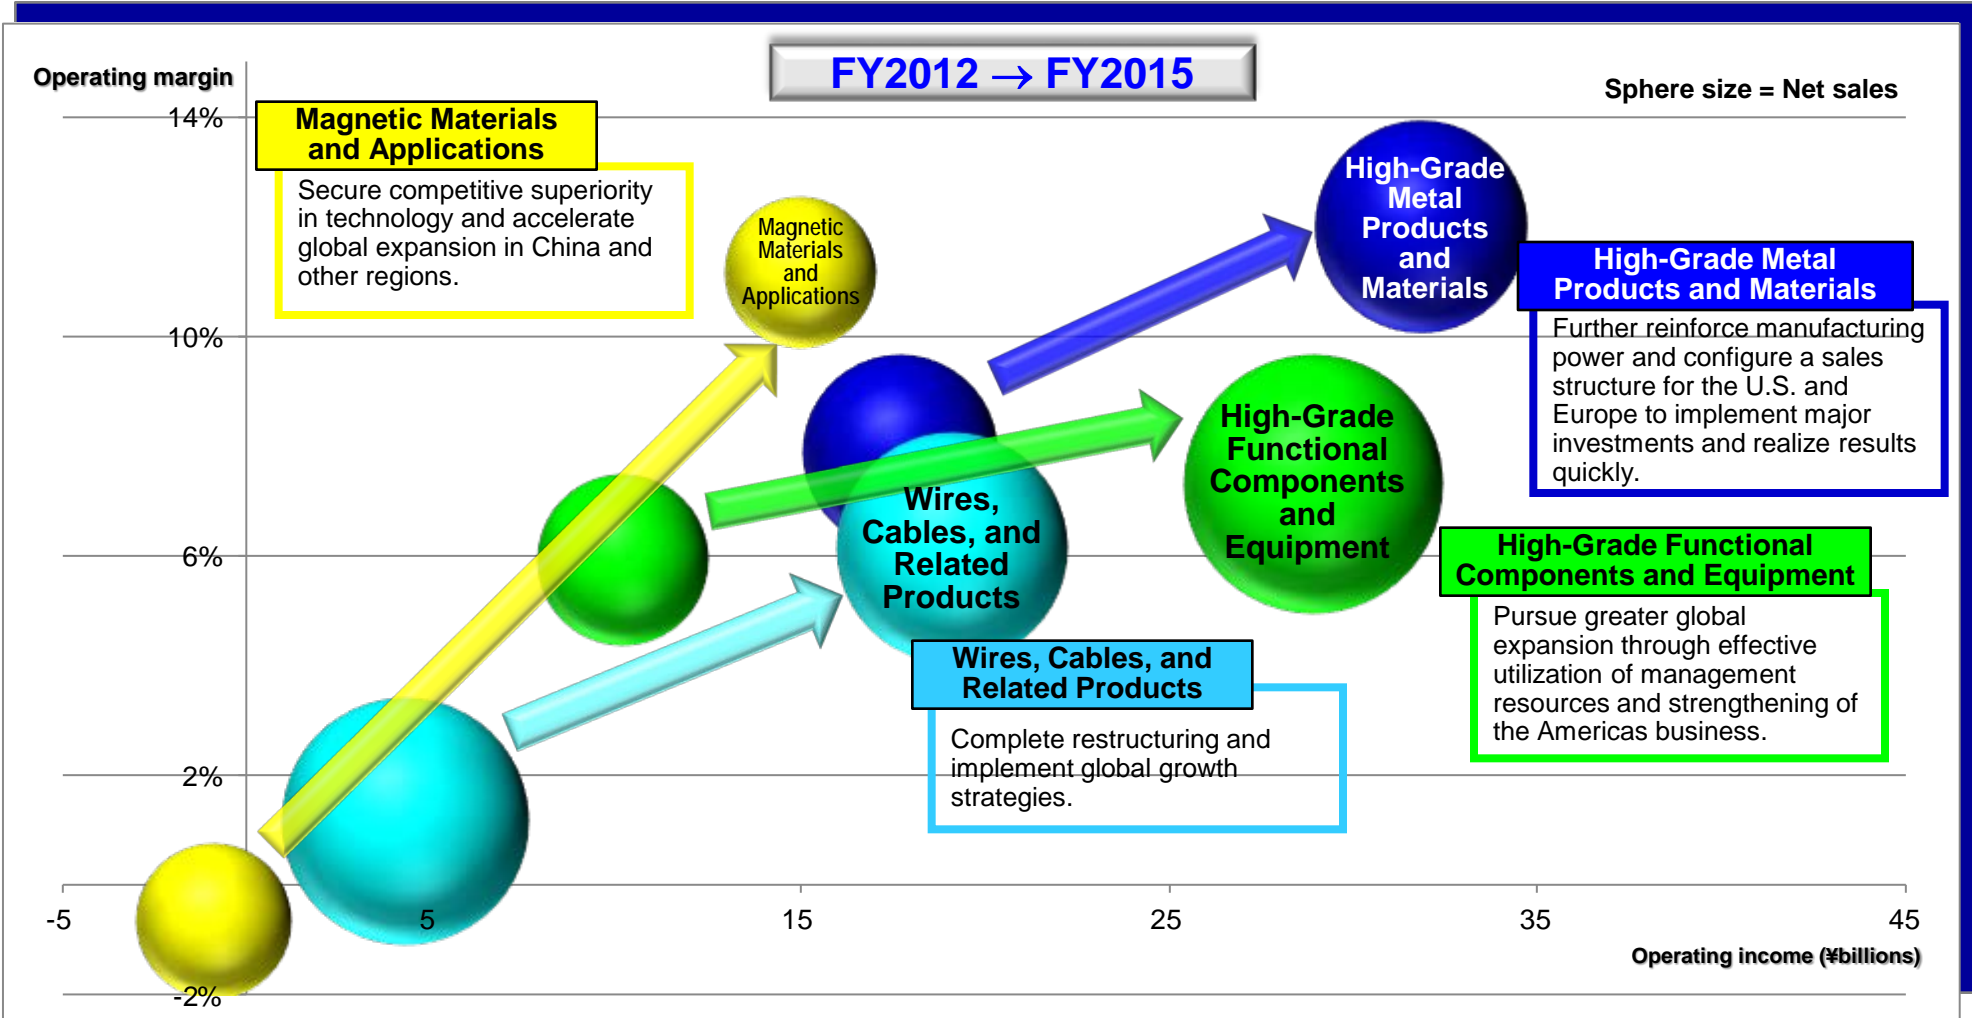 FY2012 → FY2015
Operating margin
Sphere size = Net sales
14%
10%
6%
2%
-2%
Magnetic Materials
and Applications
Secure competitive superiority
in technology and accelerate
global expansion in China and
other regions.
Magnetic
Materials
and
Applications
High-Grade
Metal
Products
and
Materials
High-Grade Metal
Products and Materials
Further reinforce manufacturing
power and configure a sales
structure for the U.S. and
Europe to implement major
investments and realize results
quickly.
High-Grade
Functional
Components
and
Equipment
Wires,
Cables, and
Related
Products
High-Grade Functional
Components and Equipment
Pursue greater global
expansion through effective
utilization of management
resources and strengthening of
the Americas business.
Wires, Cables, and
Related Products
Complete restructuring and
implement global growth
strategies.
-5
5
15
25
35
45
Operating income (¥billions)